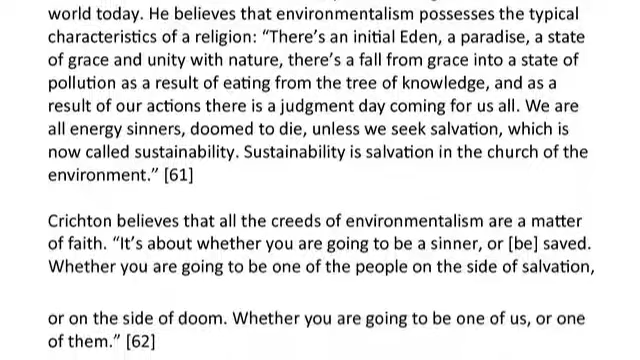 world today. He believes that environmentalism possesses the typical
characteristics of a religion: “There’s an initial Eden, a paradise, a state
of grace and unity with nature, there’s a fall from grace into a state of
pollution as a result of eating from the tree of knowledge, and as a
result of our actions there is a judgment day coming for us all. We are
all energy sinners, doomed to die, unless we seek salvation, which is
now called sustainability. Sustainability is salvation in the church of the
environment.” [61]
Crichton believes that all the creeds of environmentalism are a matter
of faith. “It’s about whether you are going to be a sinner, or [be] saved.
Whether you are going to be one of the people on the side of salvation,
or on the side of doom. Whether you are going to be one of us, or one
of them.” [62]